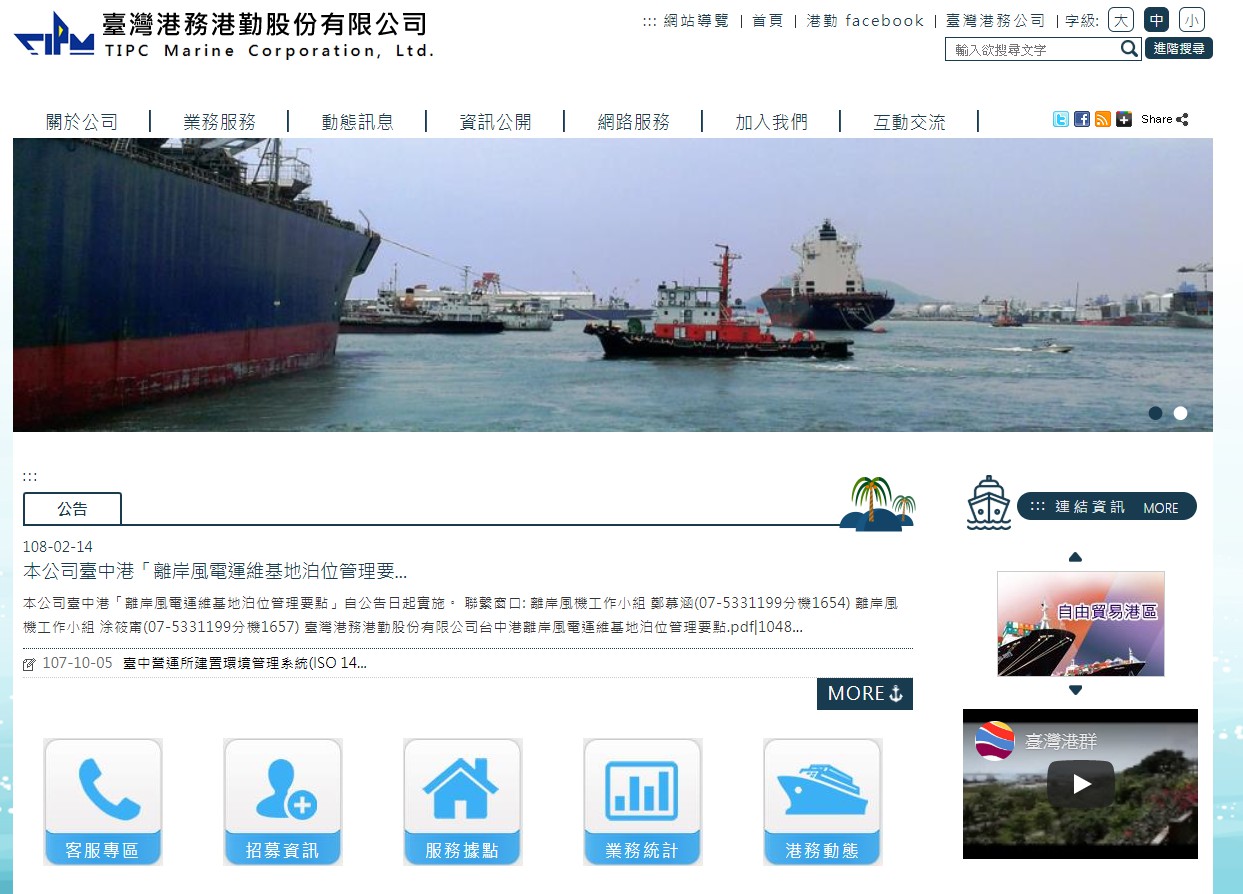 臺灣港務港勤股份有限公司
TIPC Marine Corporation, Ltd.
::: 網站導覽 | 首頁 | 港勤 facebook | 臺灣港務公司 | 字級: 大 中 小
輸入欲搜尋文字 進階搜尋
關於公司 業務服務 動態訊息 資訊公開 網路服務 加入我們 互動交流 Share
:::
公告
::: 連結資訊 MORE
108-02-14
本公司臺中港「離岸風電運維基地泊位管理要...
本公司臺中港「離岸風電運維基地泊位管理要點」自公告日起實施。 聯繫窗口: 離岸風機工作小組 鄭慕涵(07-5331199分機1654) 離岸風
機工作小組 涂筱甯(07-5331199分機1657) 臺灣港務港勤股份有限公司台中港離岸風電運維基地泊位管理要點.pdf|1048...
107-10-05 臺中營運所建置環境管理系統(ISO 14...
MORE
自由貿易港區
臺灣港群
客服專區 招募資訊 服務據點 業務統計 港務動態